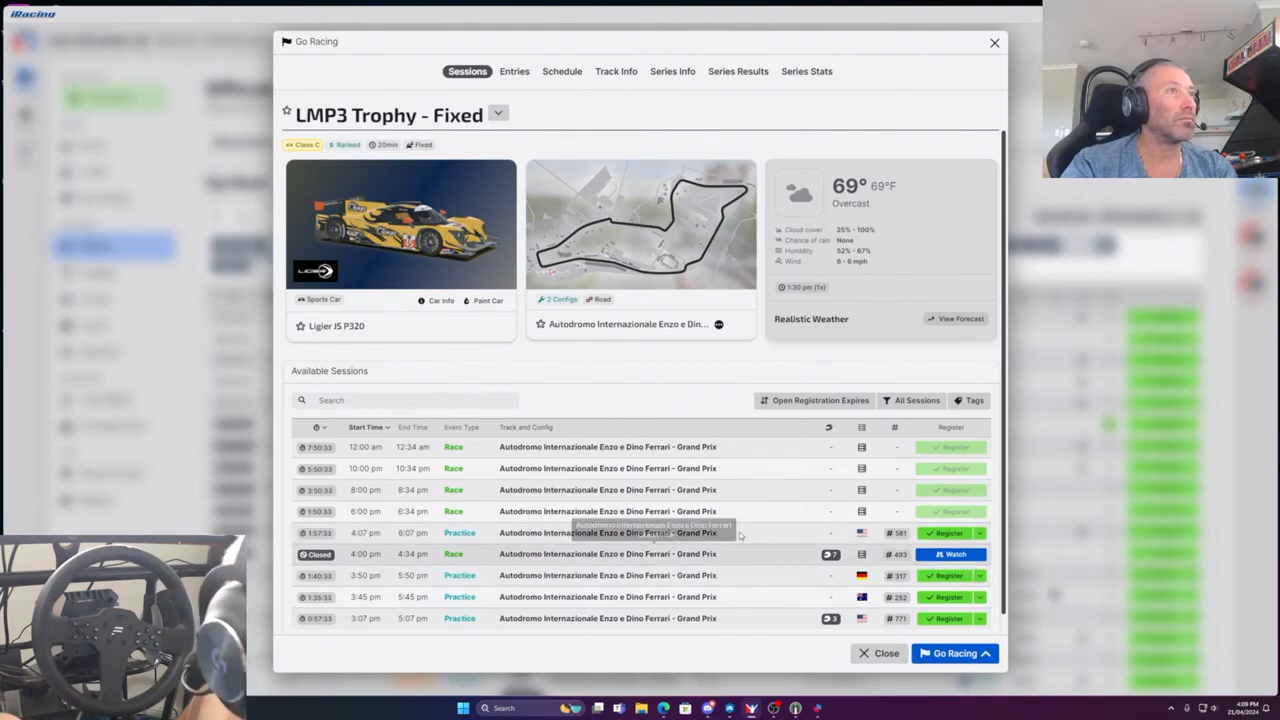 iRacing
Go Racing
Sessions Entries Schedule Track Info Series Info Series Results Series Stats
LMP3 Trophy - Fixed
Class C Ranked 20min Fixed
LIGIER
Sports Car Car Info Paint Car
Ligier JS P320
2 Configs Road
Autodromo Internazionale Enzo e Din...
69° 69°F
Overcast
Cloud cover 25% - 100%
Chance of rain None
Humidity 52% - 67%
Wind 6 - 6 mph
1:30 pm (1x)
Realistic Weather View Forecast
Available Sessions
Search Open Registration Expires All Sessions Tags
Start Time End Time Event Type Track and Config # Register
7:50:33 12:00 am 12:34 am Race Autodromo Internazionale Enzo e Dino Ferrari - Grand Prix - - Register
5:50:33 10:00 pm 10:34 pm Race Autodromo Internazionale Enzo e Dino Ferrari - Grand Prix - - Register
3:50:33 8:00 pm 8:34 pm Race Autodromo Internazionale Enzo e Dino Ferrari - Grand Prix - - Register
1:50:33 6:00 pm 6:34 pm Race Autodromo Internazionale Enzo e Dino Ferrari - Grand Prix - - Register
Autodromo Internazionale Enzo e Dino Ferrari
1:57:33 4:07 pm 6:07 pm Practice Autodromo Internazionale Enzo e Dino Ferrari - Grand Prix - # 561 Register
Closed 4:00 pm 4:34 pm Race Autodromo Internazionale Enzo e Dino Ferrari - Grand Prix 7 # 493 Watch
1:40:33 3:50 pm 5:50 pm Practice Autodromo Internazionale Enzo e Dino Ferrari - Grand Prix - # 317 Register
1:35:33 3:45 pm 5:45 pm Practice Autodromo Internazionale Enzo e Dino Ferrari - Grand Prix - # 252 Register
0:57:33 3:07 pm 5:07 pm Practice Autodromo Internazionale Enzo e Dino Ferrari - Grand Prix 3 # 771 Register
Close Go Racing
Search
4:09 PM
21/04/2024